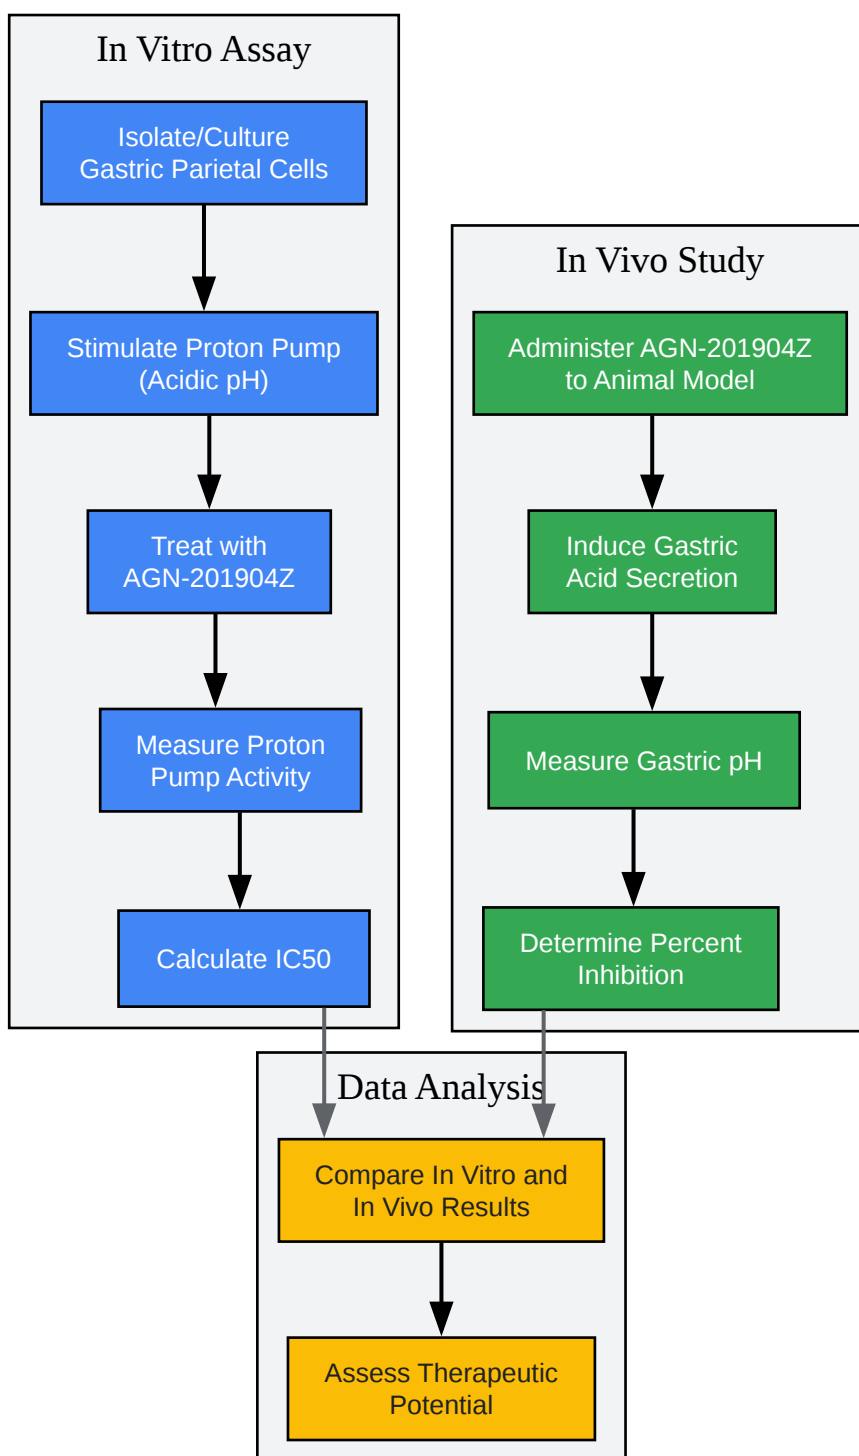 In Vitro Assay
Isolate/Culture
Gastric Parietal Cells
Stimulate Proton Pump
(Acidic pH)
Treat with
AGN-201904Z
Measure Proton
Pump Activity
Calculate IC50
In Vivo Study
Administer AGN-201904Z
to Animal Model
Induce Gastric
Acid Secretion
Measure Gastric pH
Determine Percent
Inhibition
Data Analysis
Compare In Vitro and
In Vivo Results
Assess Therapeutic
Potential